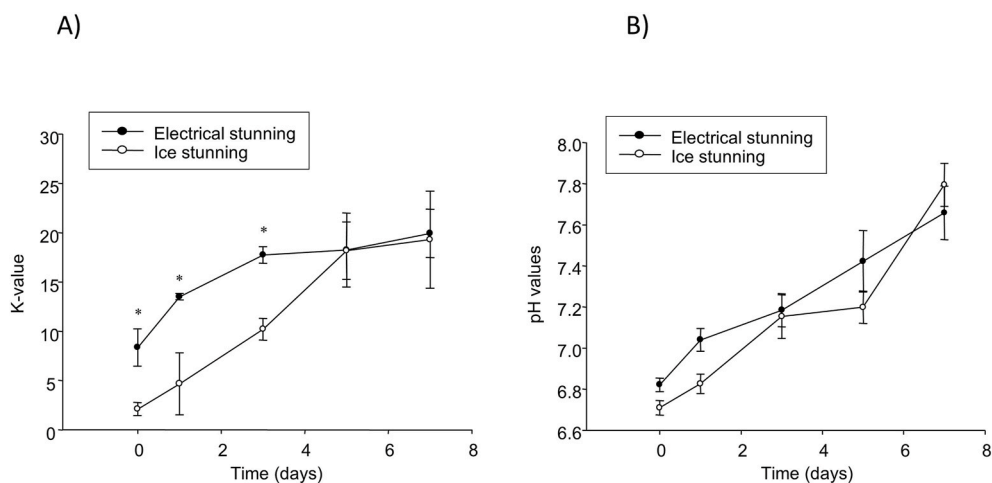 A)
B)
Electrical stunning
Ice stunning
30
25
20
15
10
5
0
K-value
*
*
*
0
2
4
6
8
Time (days)
Electrical stunning
Ice stunning
8.0
7.8
7.6
7.4
7.2
7.0
6.8
6.6
pH values
0
2
4
6
8
Time (days)